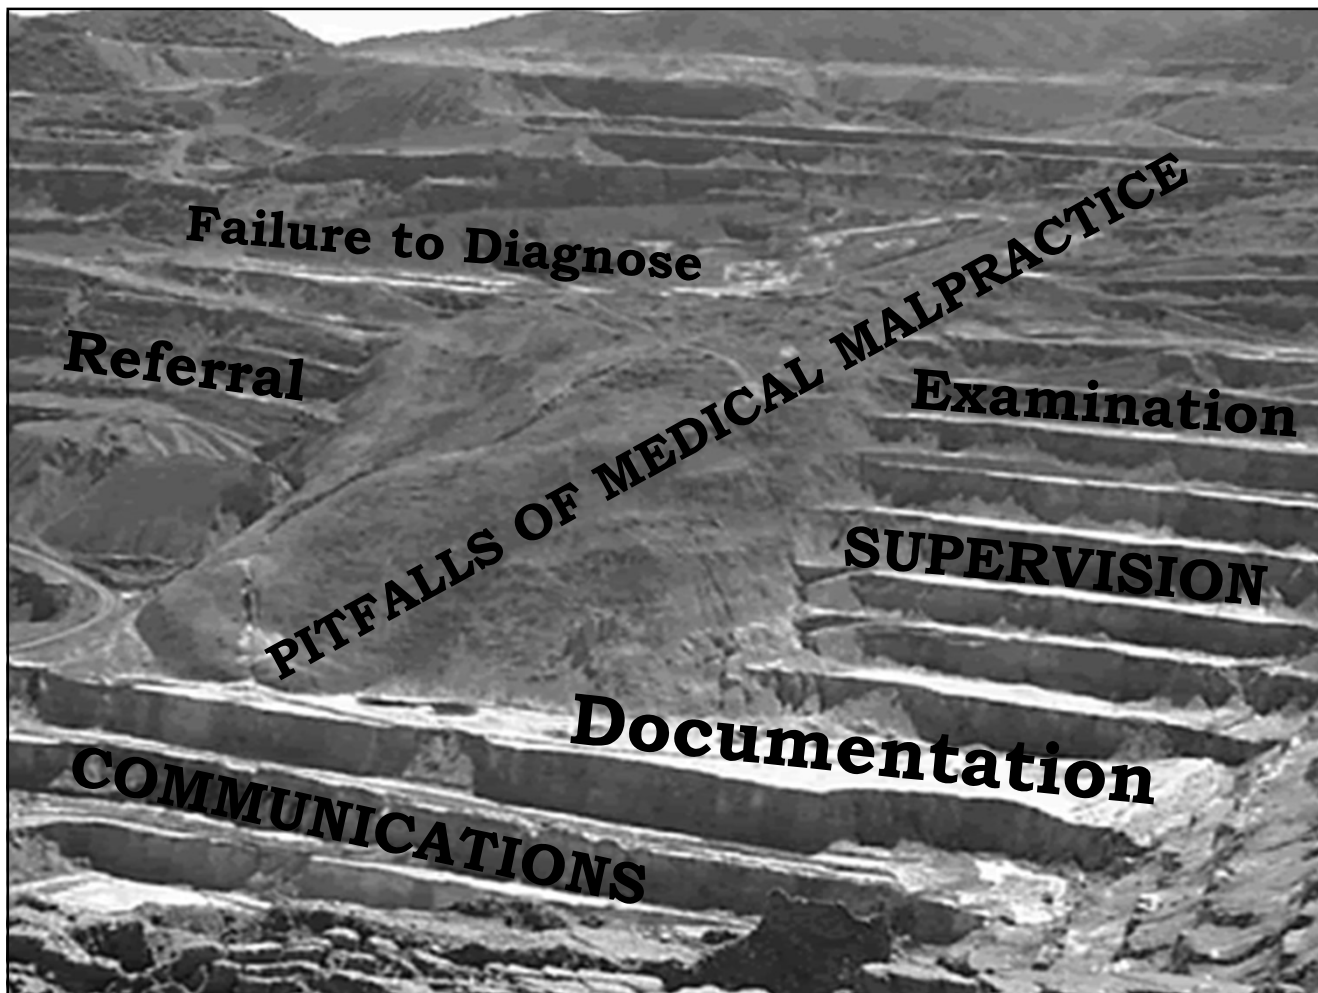 Failure to Diagnose
PITFALLS OF MEDICAL MALPRACTICE
Referral
Examination
SUPERVISION
Documentation
COMMUNICATIONS